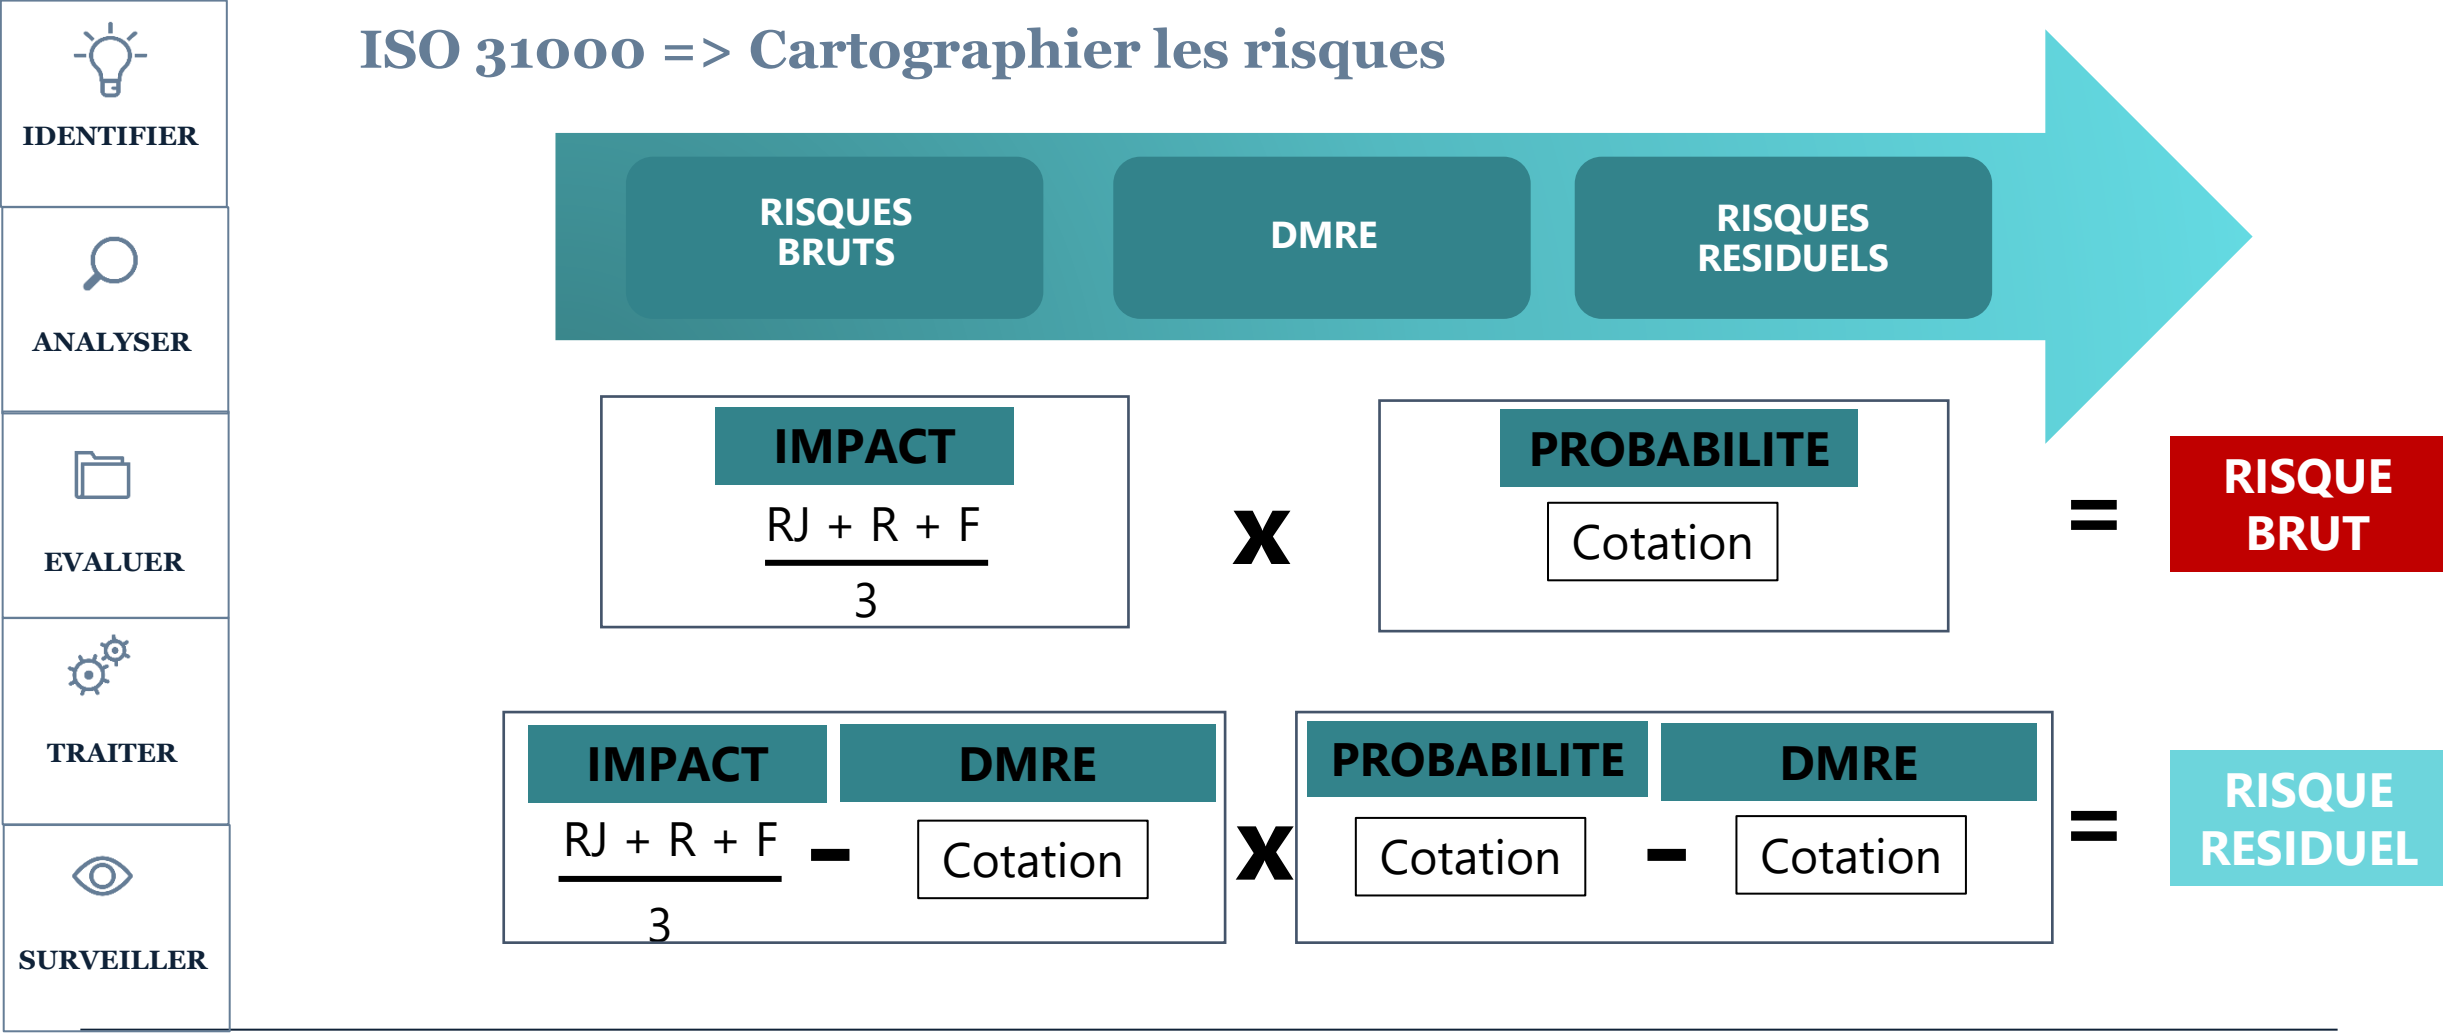 ISO 31000 => Cartographier les risques
IDENTIFIER
ANALYSER
EVALUER
TRAITER
SURVEILLER
RISQUES
BRUTS
DMRE
RISQUES
RESIDUELS
IMPACT
RJ + R + F
3
x
PROBABILITE
Cotation
=
RISQUE
BRUT
IMPACT
RJ + R + F
3
-
DMRE
Cotation
x
PROBABILITE
Cotation
-
DMRE
Cotation
=
RISQUE
RESIDUEL